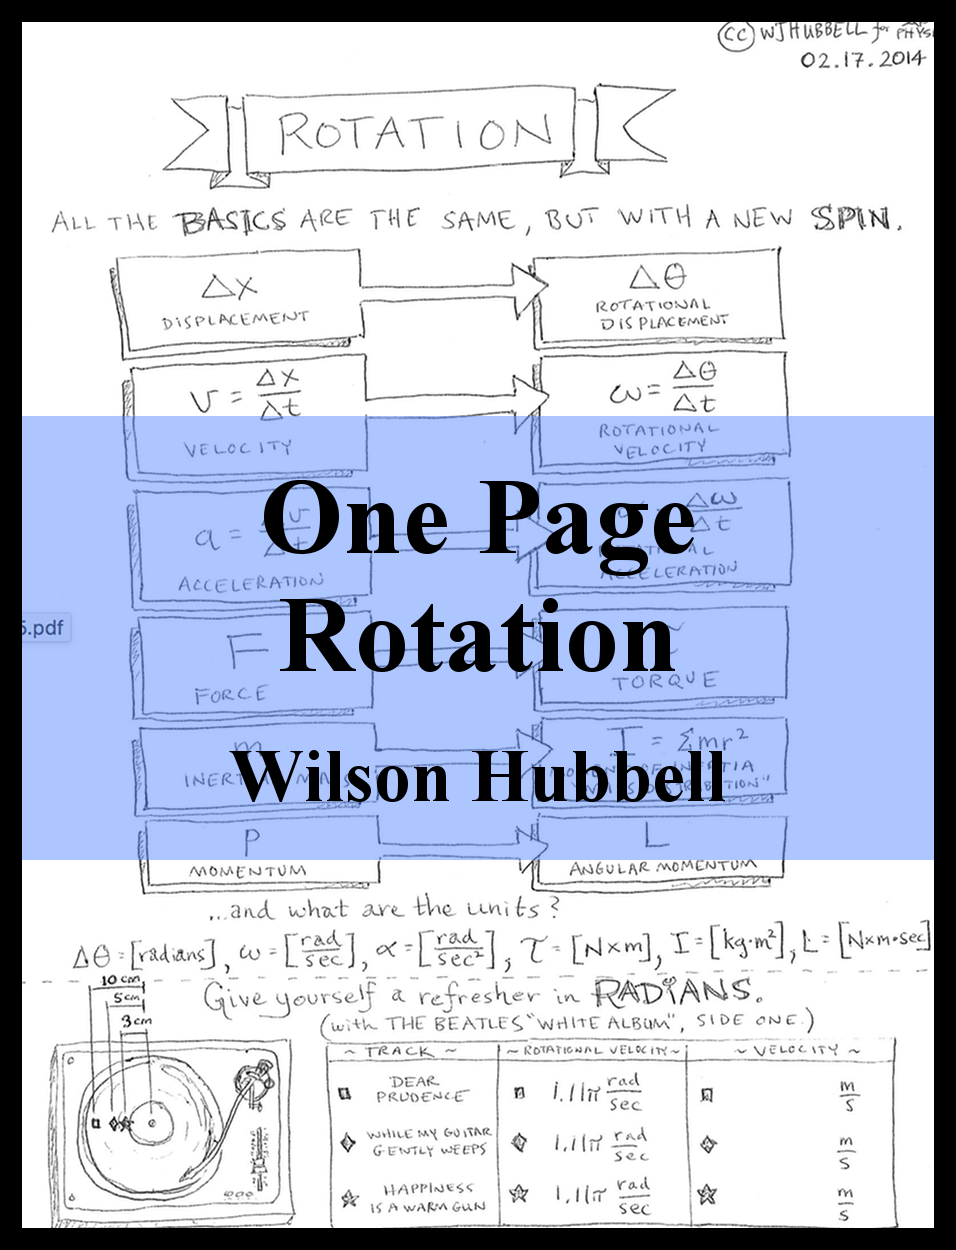 CC WJHUBBELL for PHYS
02.17.2014
ROTATION
ALL THE BASICS ARE THE SAME, BUT WITH A NEW SPIN.
Δx
DISPLACEMENT
Δθ
ROTATIONAL
DISPLACEMENT
v = Δx/Δt
VELOCITY
ω = Δθ/Δt
ROTATIONAL
VELOCITY
One Page
Rotation
Wilson Hubbell
a = Δv/Δt
ACCELERATION
Δω/Δt
ACCELERATION
5.pdf
F
FORCE
TORQUE
m
I = Σmr²
P
MOMENTUM
L
ANGULAR MOMENTUM
...and what are the units?
Δθ = [radians], ω = [rad/sec], α = [rad/sec²], τ = [N×m], I = [kg·m²], L = [N×m•sec]
Give yourself a refresher in RADIANS.
(with THE BEATLES "WHITE ALBUM", SIDE ONE.)
10 cm
5cm
3cm
~ TRACK ~ ~ ROTATIONAL VELOCITY ~ ~ VELOCITY ~
DEAR
PRUDENCE
1.11π rad/sec
m/s
WHILE MY GUITAR
GENTLY WEEPS
1.11π rad/sec
m/s
HAPPINESS
IS A WARM GUN
1.11π rad/sec
m/s